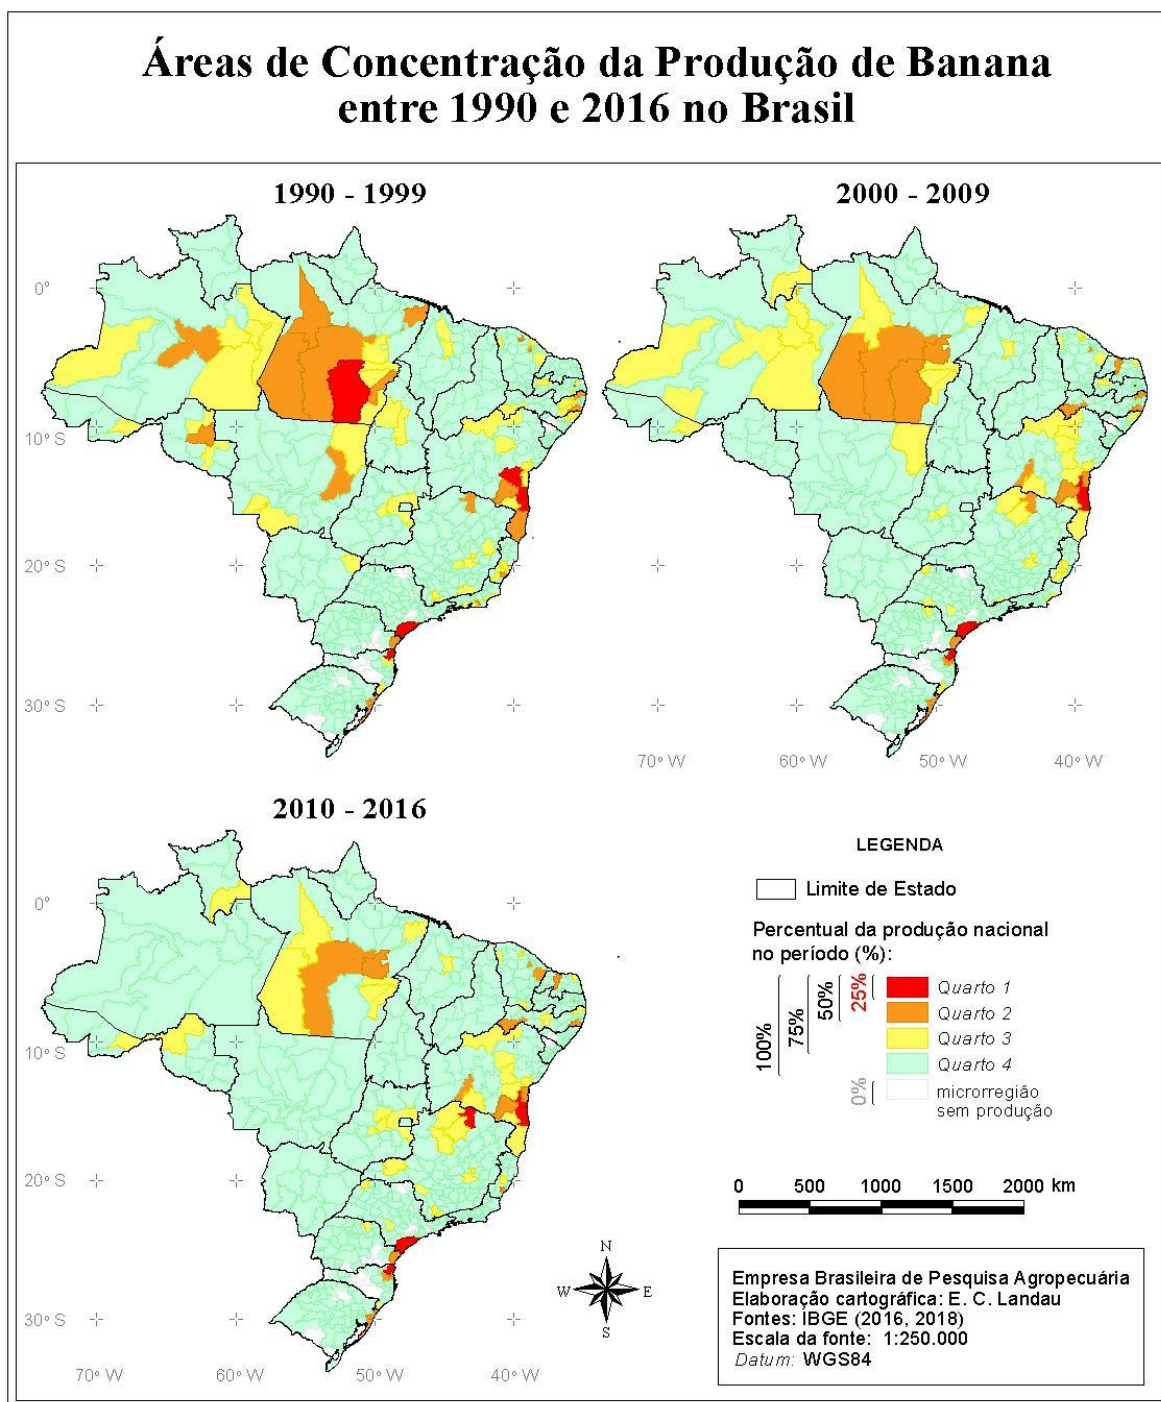 Áreas de Concentração da Produção de Banana
entre 1990 e 2016 no Brasil
1990 - 1999
2000 - 2009
0°
10° S
20° S
30° S
70° W
60° W
50° W
40° W
2010 - 2016
0°
10° S
20° S
30° S
70° W
60° W
50° W
40° W
LEGENDA
Limite de Estado
Percentual da produção nacional
no período (%):
100%
75%
50%
25%
0%
Quarto 1
Quarto 2
Quarto 3
Quarto 4
microrregião
sem produção
0 500 1000 1500 2000 km
N
W E
S
Empresa Brasileira de Pesquisa Agropecuária
Elaboração cartográfica: E. C. Landau
Fontes: IBGE (2016, 2018)
Escala da fonte: 1:250.000
Datum: WGS84